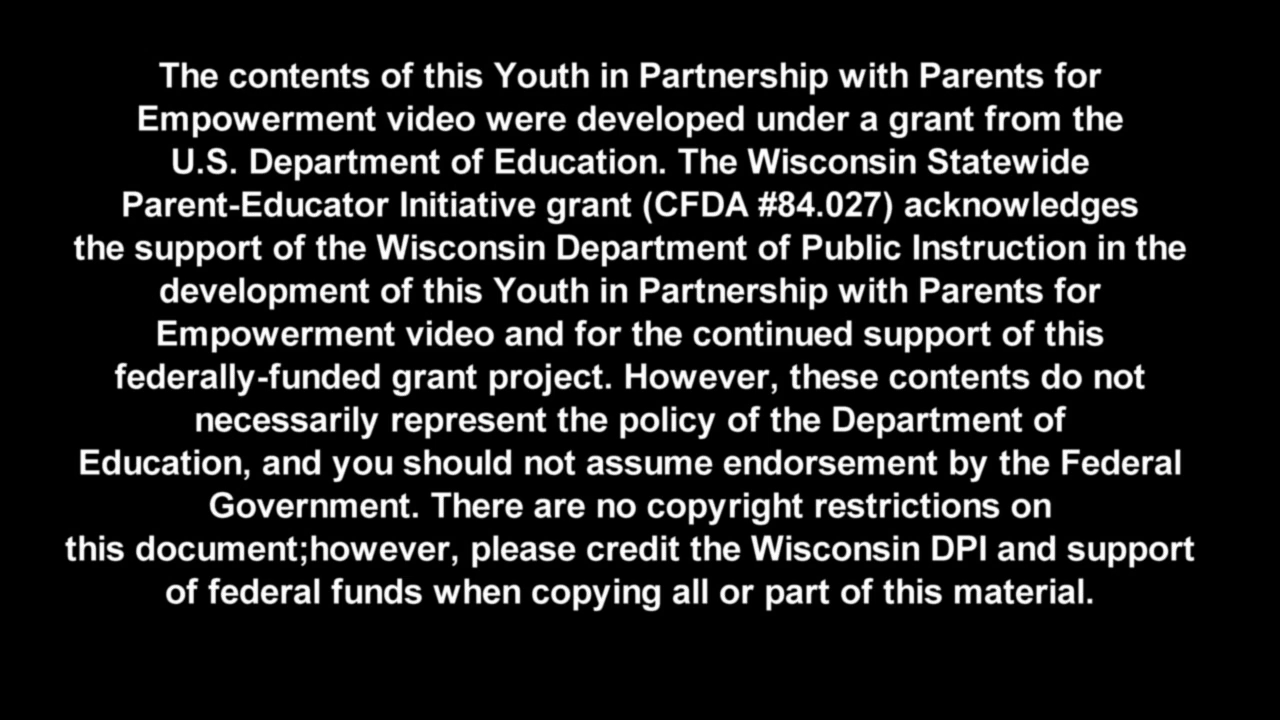 The contents of this Youth in Partnership with Parents for
Empowerment video were developed under a grant from the
U.S. Department of Education. The Wisconsin Statewide
Parent-Educator Initiative grant (CFDA #84.027) acknowledges
the support of the Wisconsin Department of Public Instruction in the
development of this Youth in Partnership with Parents for
Empowerment video and for the continued support of this
federally-funded grant project. However, these contents do not
necessarily represent the policy of the Department of
Education, and you should not assume endorsement by the Federal
Government. There are no copyright restrictions on
this document;however, please credit the Wisconsin DPI and support
of federal funds when copying all or part of this material.